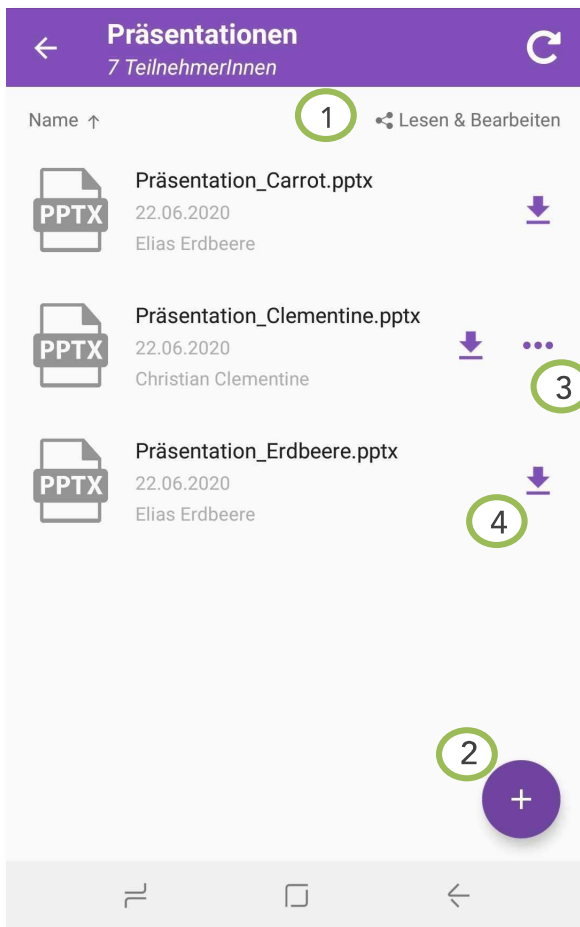 Präsentationen
7 TeilnehmerInnen
Name ↑ 1 Lesen & Bearbeiten
Präsentation_Carrot.pptx
PPTX 22.06.2020
Elias Erdbeere
Präsentation_Clementine.pptx
PPTX 22.06.2020
Christian Clementine 3
Präsentation_Erdbeere.pptx
PPTX 22.06.2020
Elias Erdbeere 4
2
+